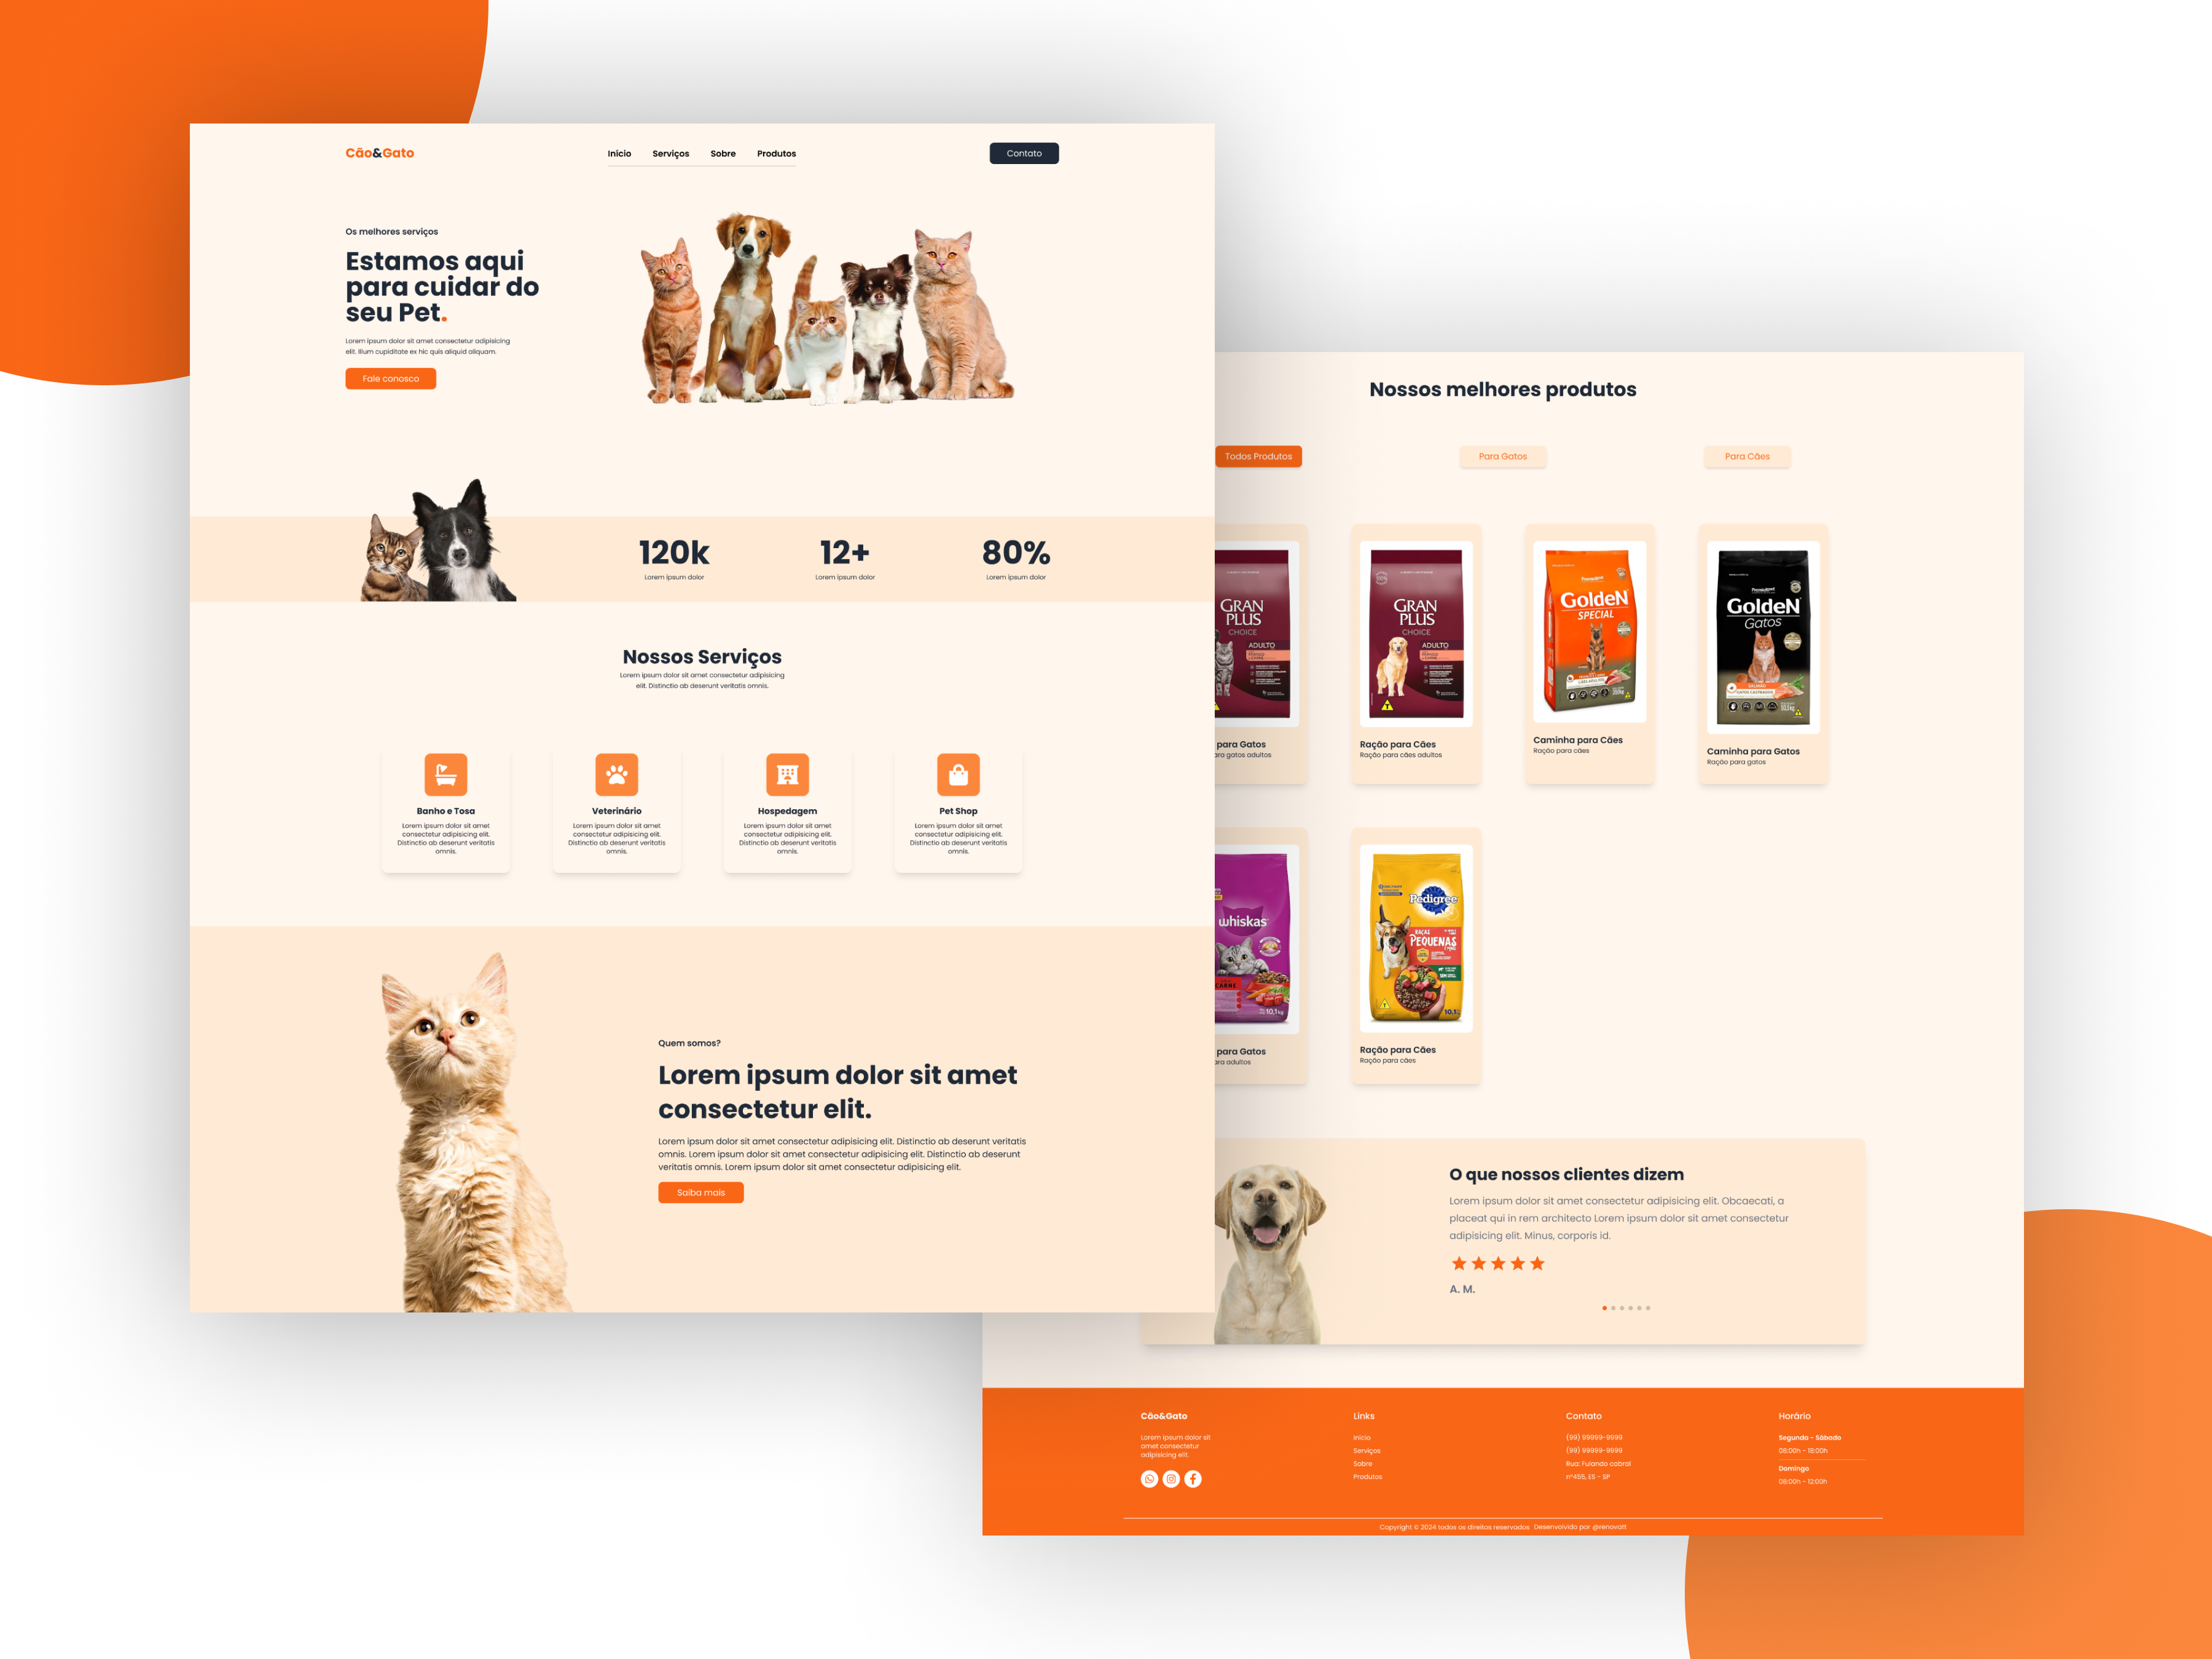 Cão&Gato
Início Serviços Sobre Produtos
Contato
Os melhores serviços
Estamos aqui
para cuidar do
seu Pet.
Lorem ipsum dolor sit amet consectetur adipisicing
elit. Illum cupiditate ex hic quis aliquid aliquam.
Fale conosco
120k
Lorem ipsum dolor
12+
Lorem ipsum dolor
80%
Lorem ipsum dolor
Nossos Serviços
Lorem ipsum dolor sit amet consectetur adipisicing
elit. Distinctio ab deserunt veritatis omnis.
Banho e Tosa
Lorem ipsum dolor sit amet
consectetur adipisicing elit.
Distinctio ab deserunt veritatis
omnis.
Veterinário
Lorem ipsum dolor sit amet
consectetur adipisicing elit.
Distinctio ab deserunt veritatis
omnis.
Hospedagem
Lorem ipsum dolor sit amet
consectetur adipisicing elit.
Distinctio ab deserunt veritatis
omnis.
Pet Shop
Lorem ipsum dolor sit amet
consectetur adipisicing elit.
Distinctio ab deserunt veritatis
omnis.
Quem somos?
Lorem ipsum dolor sit amet
consectetur elit.
Lorem ipsum dolor sit amet consectetur adipisicing elit. Distinctio ab deserunt veritatis
omnis. Lorem ipsum dolor sit amet consectetur adipisicing elit. Distinctio ab deserunt
veritatis omnis. Lorem ipsum dolor sit amet consectetur adipisicing elit.
Saiba mais
Nossos melhores produtos
Todos Produtos
Para Gatos
Para Cães
GRAN
PLUS
CHOICE
ADULTO
para Gatos
ara gatos adultos
GRAN
PLUS
CHOICE
ADULTO
Ração para Cães
Ração para cães adultos
GoldeN
SPECIAL
Caminha para Cães
Ração para cães
GoldeN
Gatos
SALMÃO
GATOS CASTRADOS
10,1kg
Caminha para Gatos
Ração para gatos
whiskas
CARNE
10,1kg
para Gatos
ara adultos
Pedigree
RAÇAS
PEQUENAS
10,1
Ração para Cães
Ração para cães
O que nossos clientes dizem
Lorem ipsum dolor sit amet consectetur adipisicing elit. Obcaecati, a
placeat qui in rem architecto Lorem ipsum dolor sit amet consectetur
adipisicing elit. Minus, corporis id.
A. M.
Cão&Gato
Lorem ipsum dolor sit
amet consectetur
adipisicing elit.
Links
Início
Serviços
Sobre
Produtos
Contato
(99) 99999-9999
(99) 99999-9999
Rua: Fulando cabral
n°455, ES - SP
Horário
Segunda - Sábado
08:00h - 18:00h
Domingo
08:00h - 12:00h
Copyright © 2024 todos os direitos reservados Desenvolvido por @renovatt